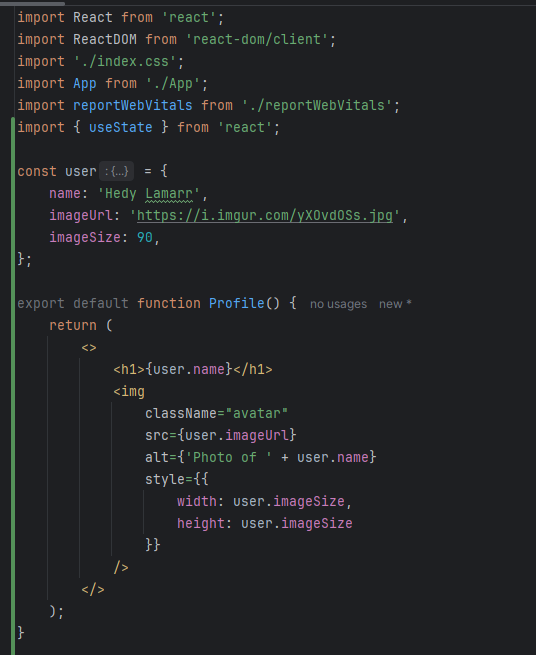 import React from 'react';
import ReactDOM from 'react-dom/client';
import './index.css';
import App from './App';
import reportWebVitals from './reportWebVitals';
import { useState } from 'react';
const user :{...} = {
name: 'Hedy Lamarr',
imageUrl: 'https://i.imgur.com/yXOvdOSs.jpg',
imageSize: 90,
};
export default function Profile() { no usages new *
return (
<>
<h1>{user.name}</h1>
<img
className="avatar"
src={user.imageUrl}
alt={'Photo of ' + user.name}
style={{
width: user.imageSize,
height: user.imageSize
}}
/>
</>
);
}